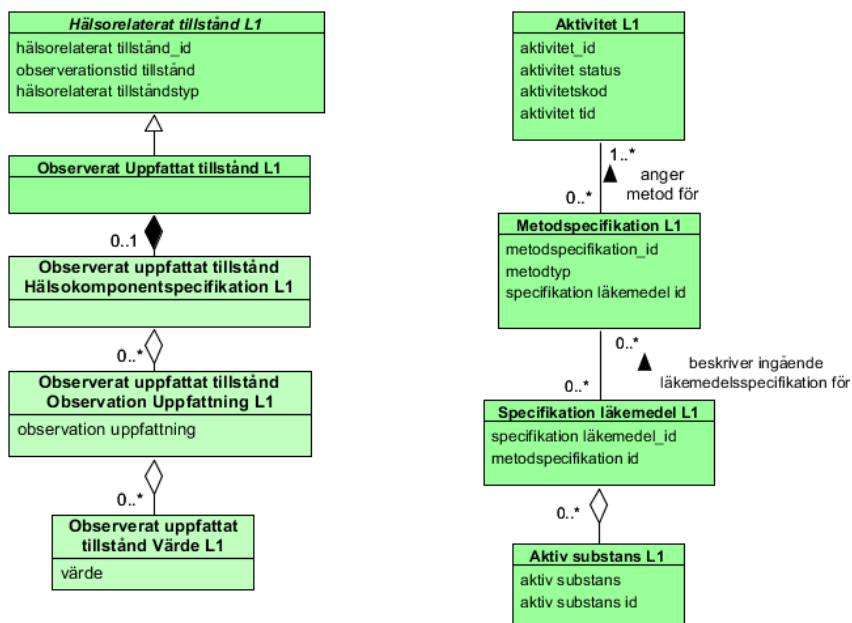 Hälsorelaterat tillstånd L1
hälsorelaterat tillstånd_id
observerationstid tillstånd
hälsorelaterat tillståndstyp
Observerat Uppfattat tillstånd L1
0..1
Observerat uppfattat tillstånd
Hälsokomponentspecifikation L1
0..*
Observerat uppfattat tillstånd
Observation Uppfattning L1
observation uppfattning
0..*
Observerat uppfattat
tillstånd Värde L1
värde
Aktivitet L1
aktivitet_id
aktivitet status
aktivitetskod
aktivitet tid
1..*
anger
metod för
0..*
Metodspecifikation L1
metodspecifikation_id
metodtyp
specifikation läkemedel id
0..*
beskriver ingående
läkemedelsspecifikation för
0..*
Specifikation läkemedel L1
specifikation läkemedel_id
metodspecifikation id
0..*
Aktiv substans L1
aktiv substans
aktiv substans id